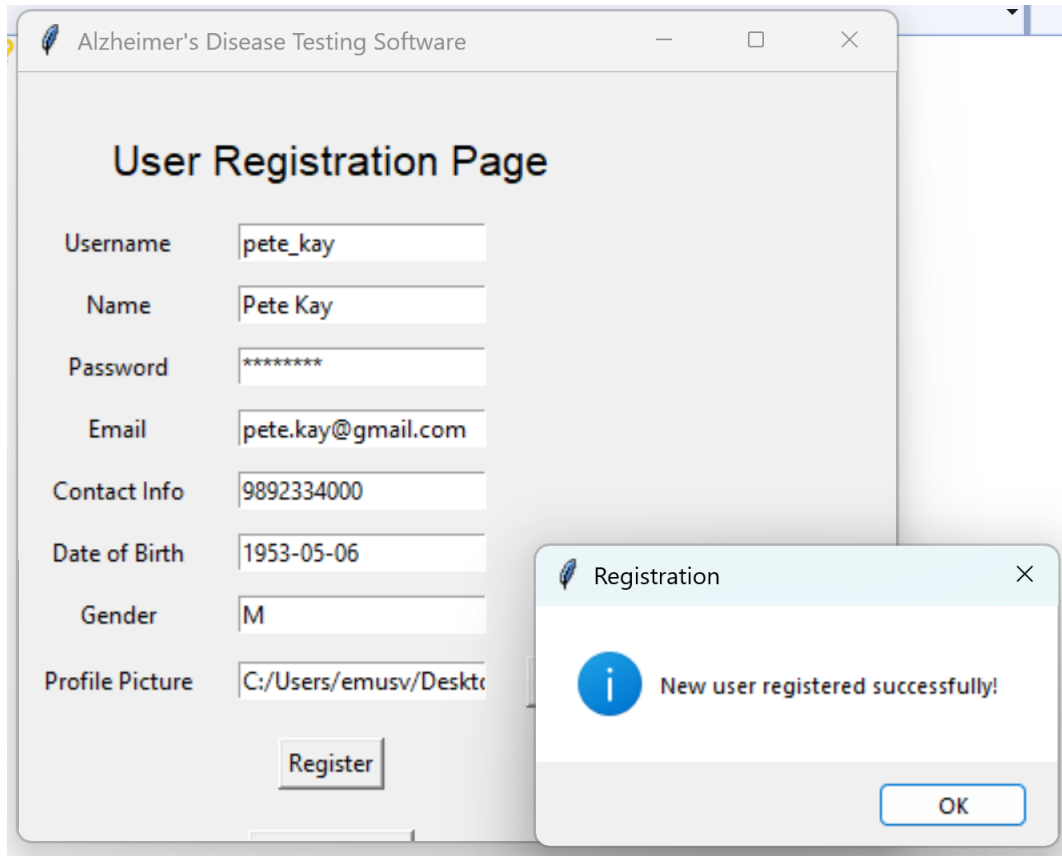 Alzheimer's Disease Testing Software
User Registration Page
Username pete_kay
Name Pete Kay
Password ********
Email pete.kay@gmail.com
Contact Info 9892334000
Date of Birth 1953-05-06
Gender M
Profile Picture C:/Users/emusv/Deskto
Register
Registration
New user registered successfully!
OK